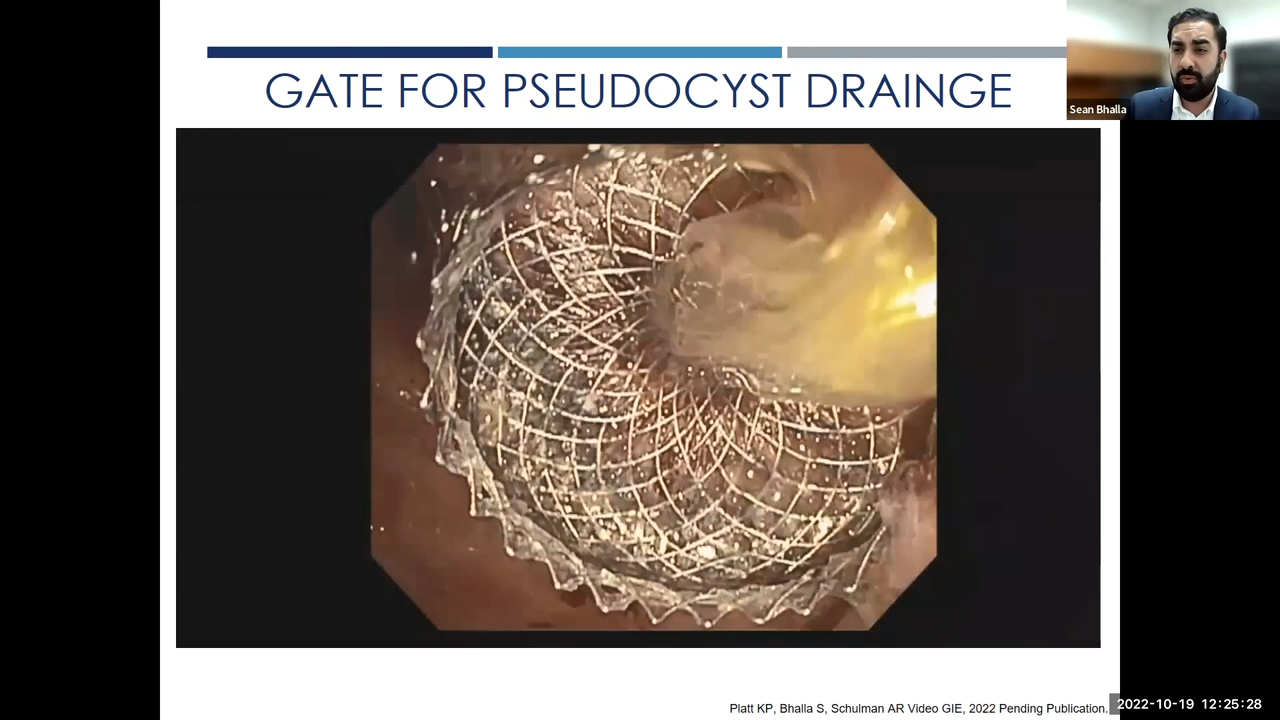 GATE FOR PSEUDOCYST DRAINGE
Sean Bhalla
Platt KP, Bhalla S, Schulman AR Video GIE, 2022 Pending Publication.
2022-10-19 12:25:28